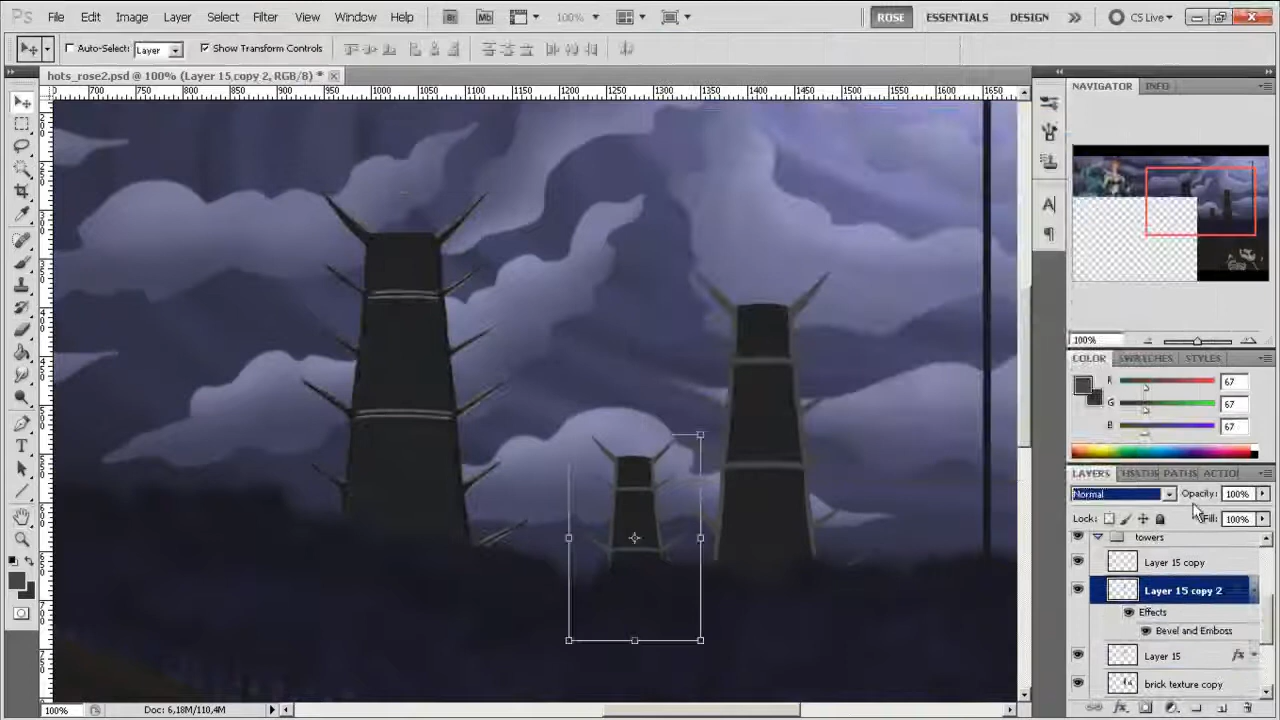 Ps File Edit Image Layer Select Filter View Window Help Br Mb 100% ROSE ESSENTIALS DESIGN CS Live
Auto-Select: Layer Show Transform Controls
hots_rose2.psd @ 100% (Layer 15 copy 2, RGB/8) *
700 750 800 850 900 950 1000 1050 1100 1150 1200 1250 1300 1350 1400 1450 1500 1550 1600 1650
NAVIGATOR INFO
100%
COLOR SWATCHES STYLES
R 67
G 67
B 67
LAYERS PATHS
Normal Opacity: 100%
Lock: Fill: 100%
towers
Layer 15 copy
Layer 15 copy 2
Effects
Bevel and Emboss
Layer 15 fx
brick texture copy
100% Doc: 6,18M/110,4M